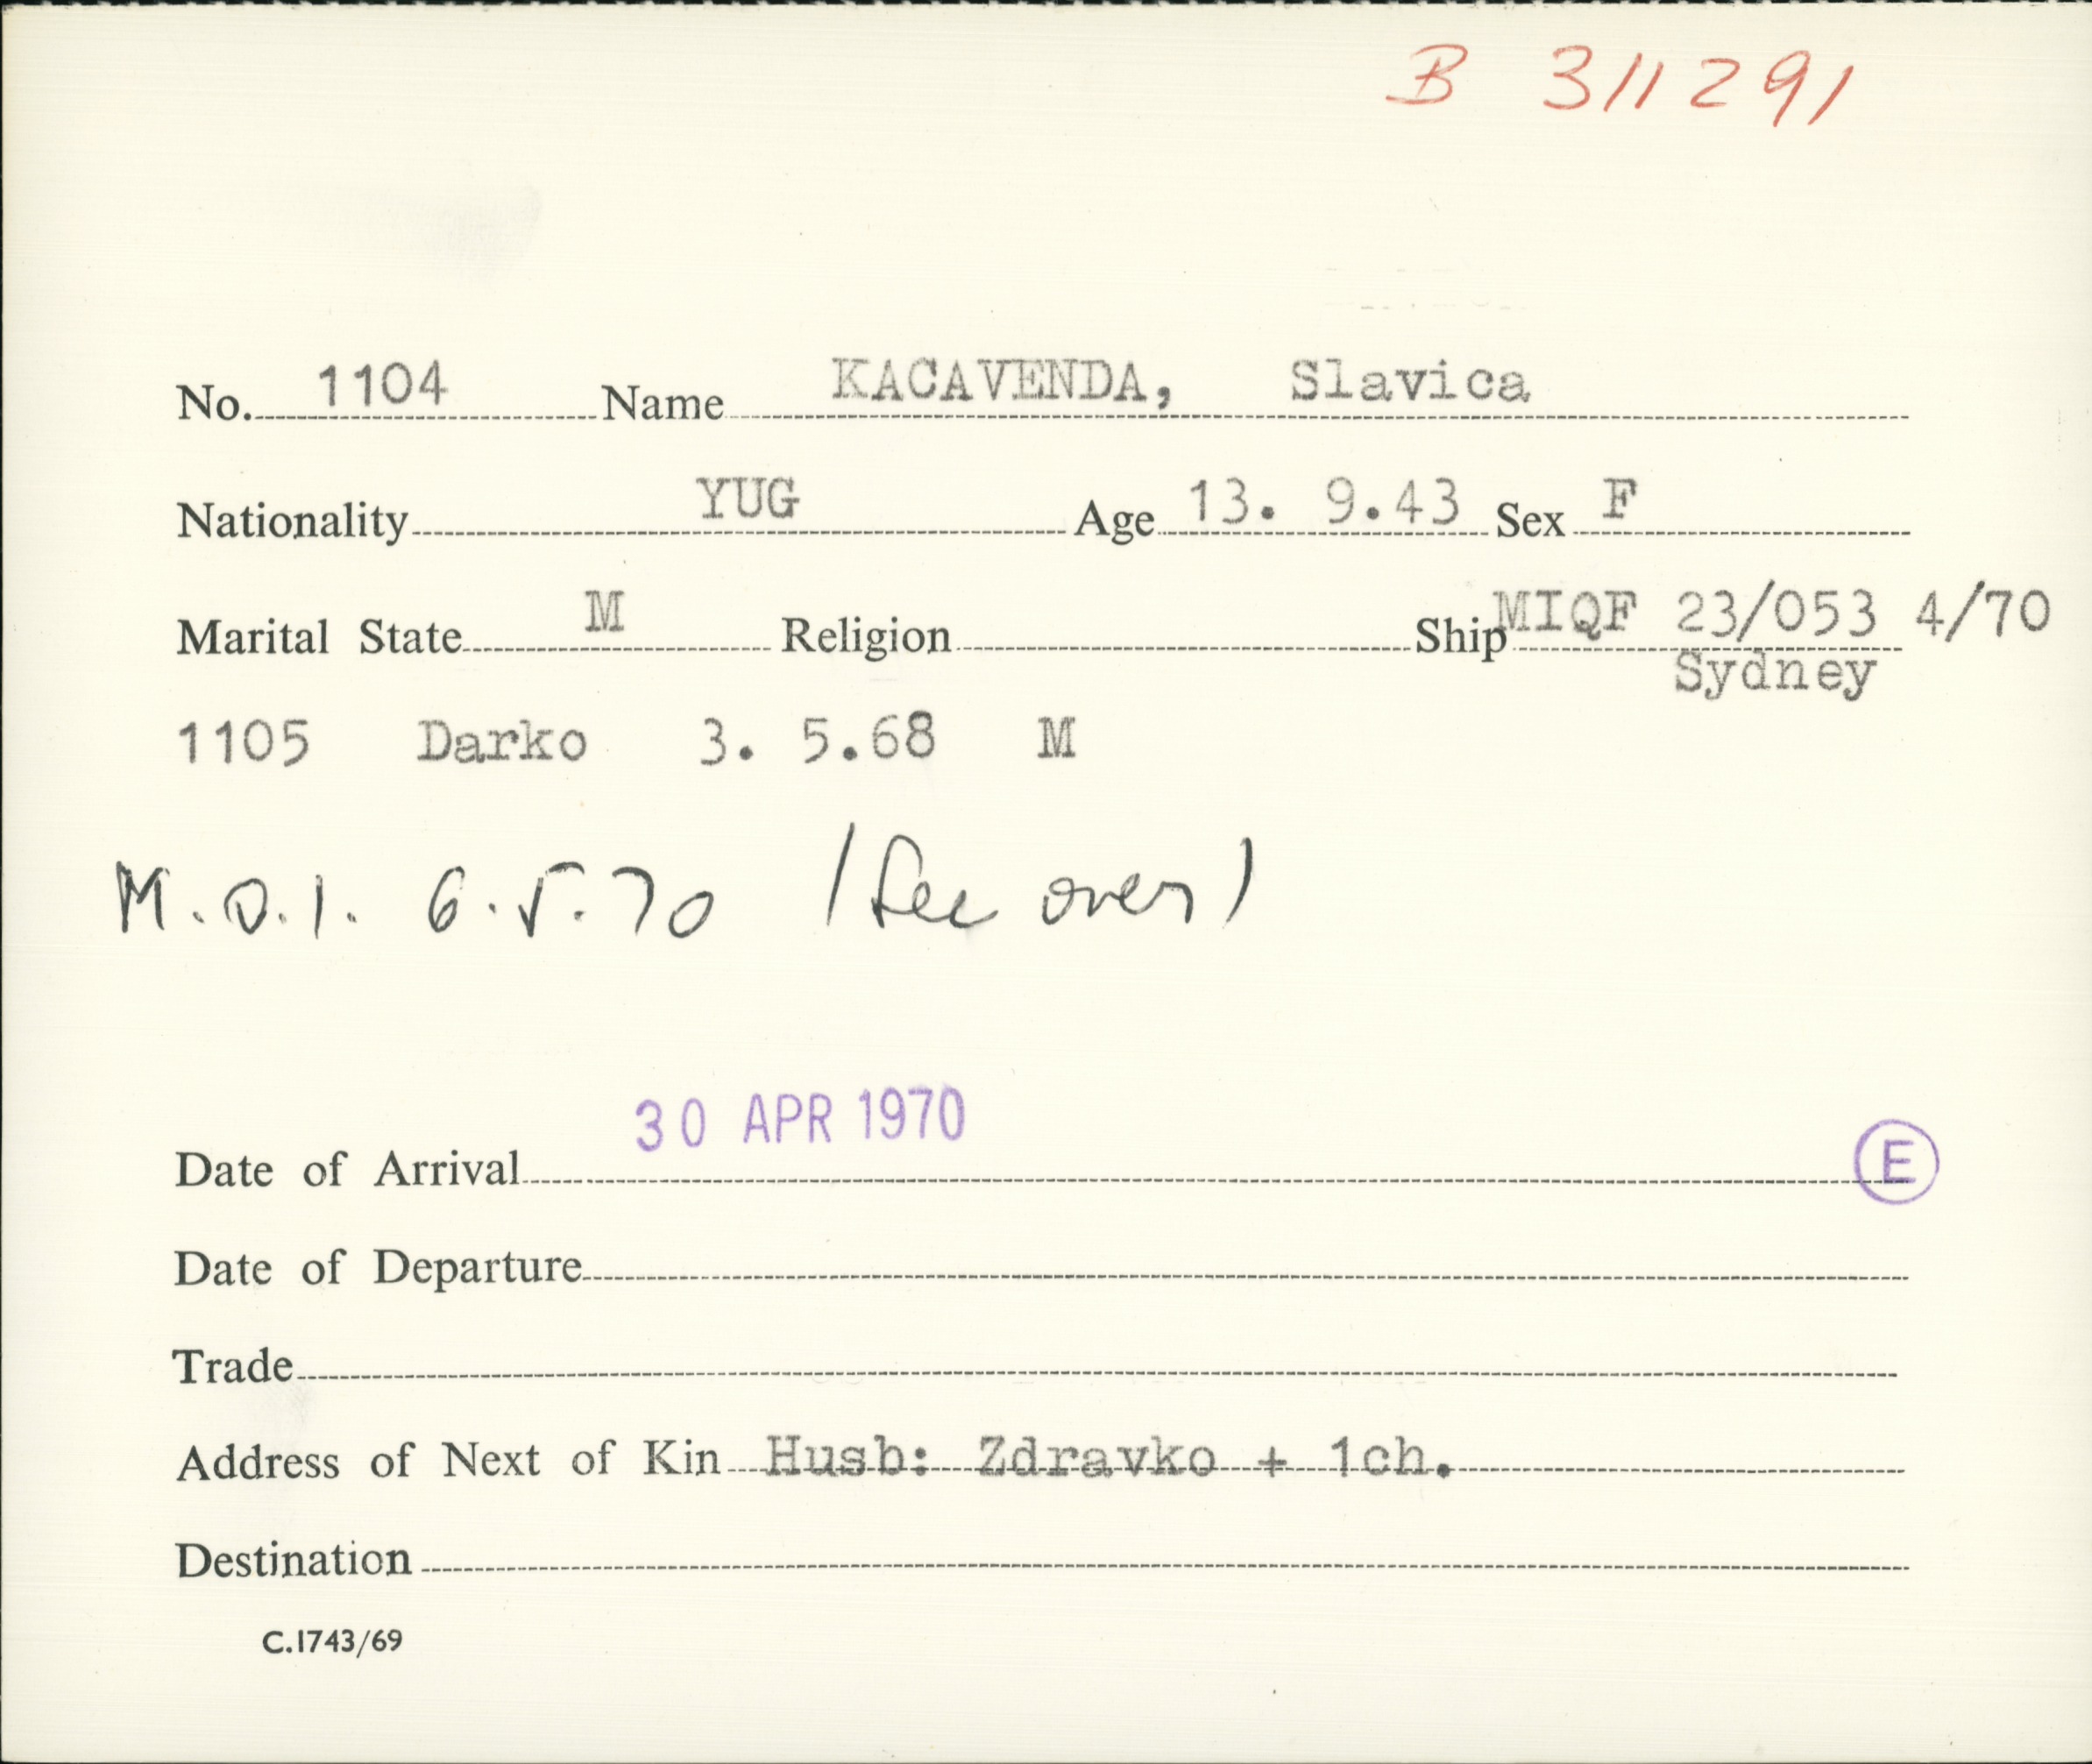 B 311291
No. 1104 Name KACAVENDA, Slavica
Nationality YUG Age 13. 9.43 Sex F
Marital State M Religion Ship MIQF 23/053 4/70
Sydney
1105 Darko 3. 5.68 M
M.O.I. 6.5.70 (See over)
30 APR 1970
Date of Arrival E
Date of Departure
Trade
Address of Next of Kin Husb: Zdravko + 1ch.
Destination
C.1743/69